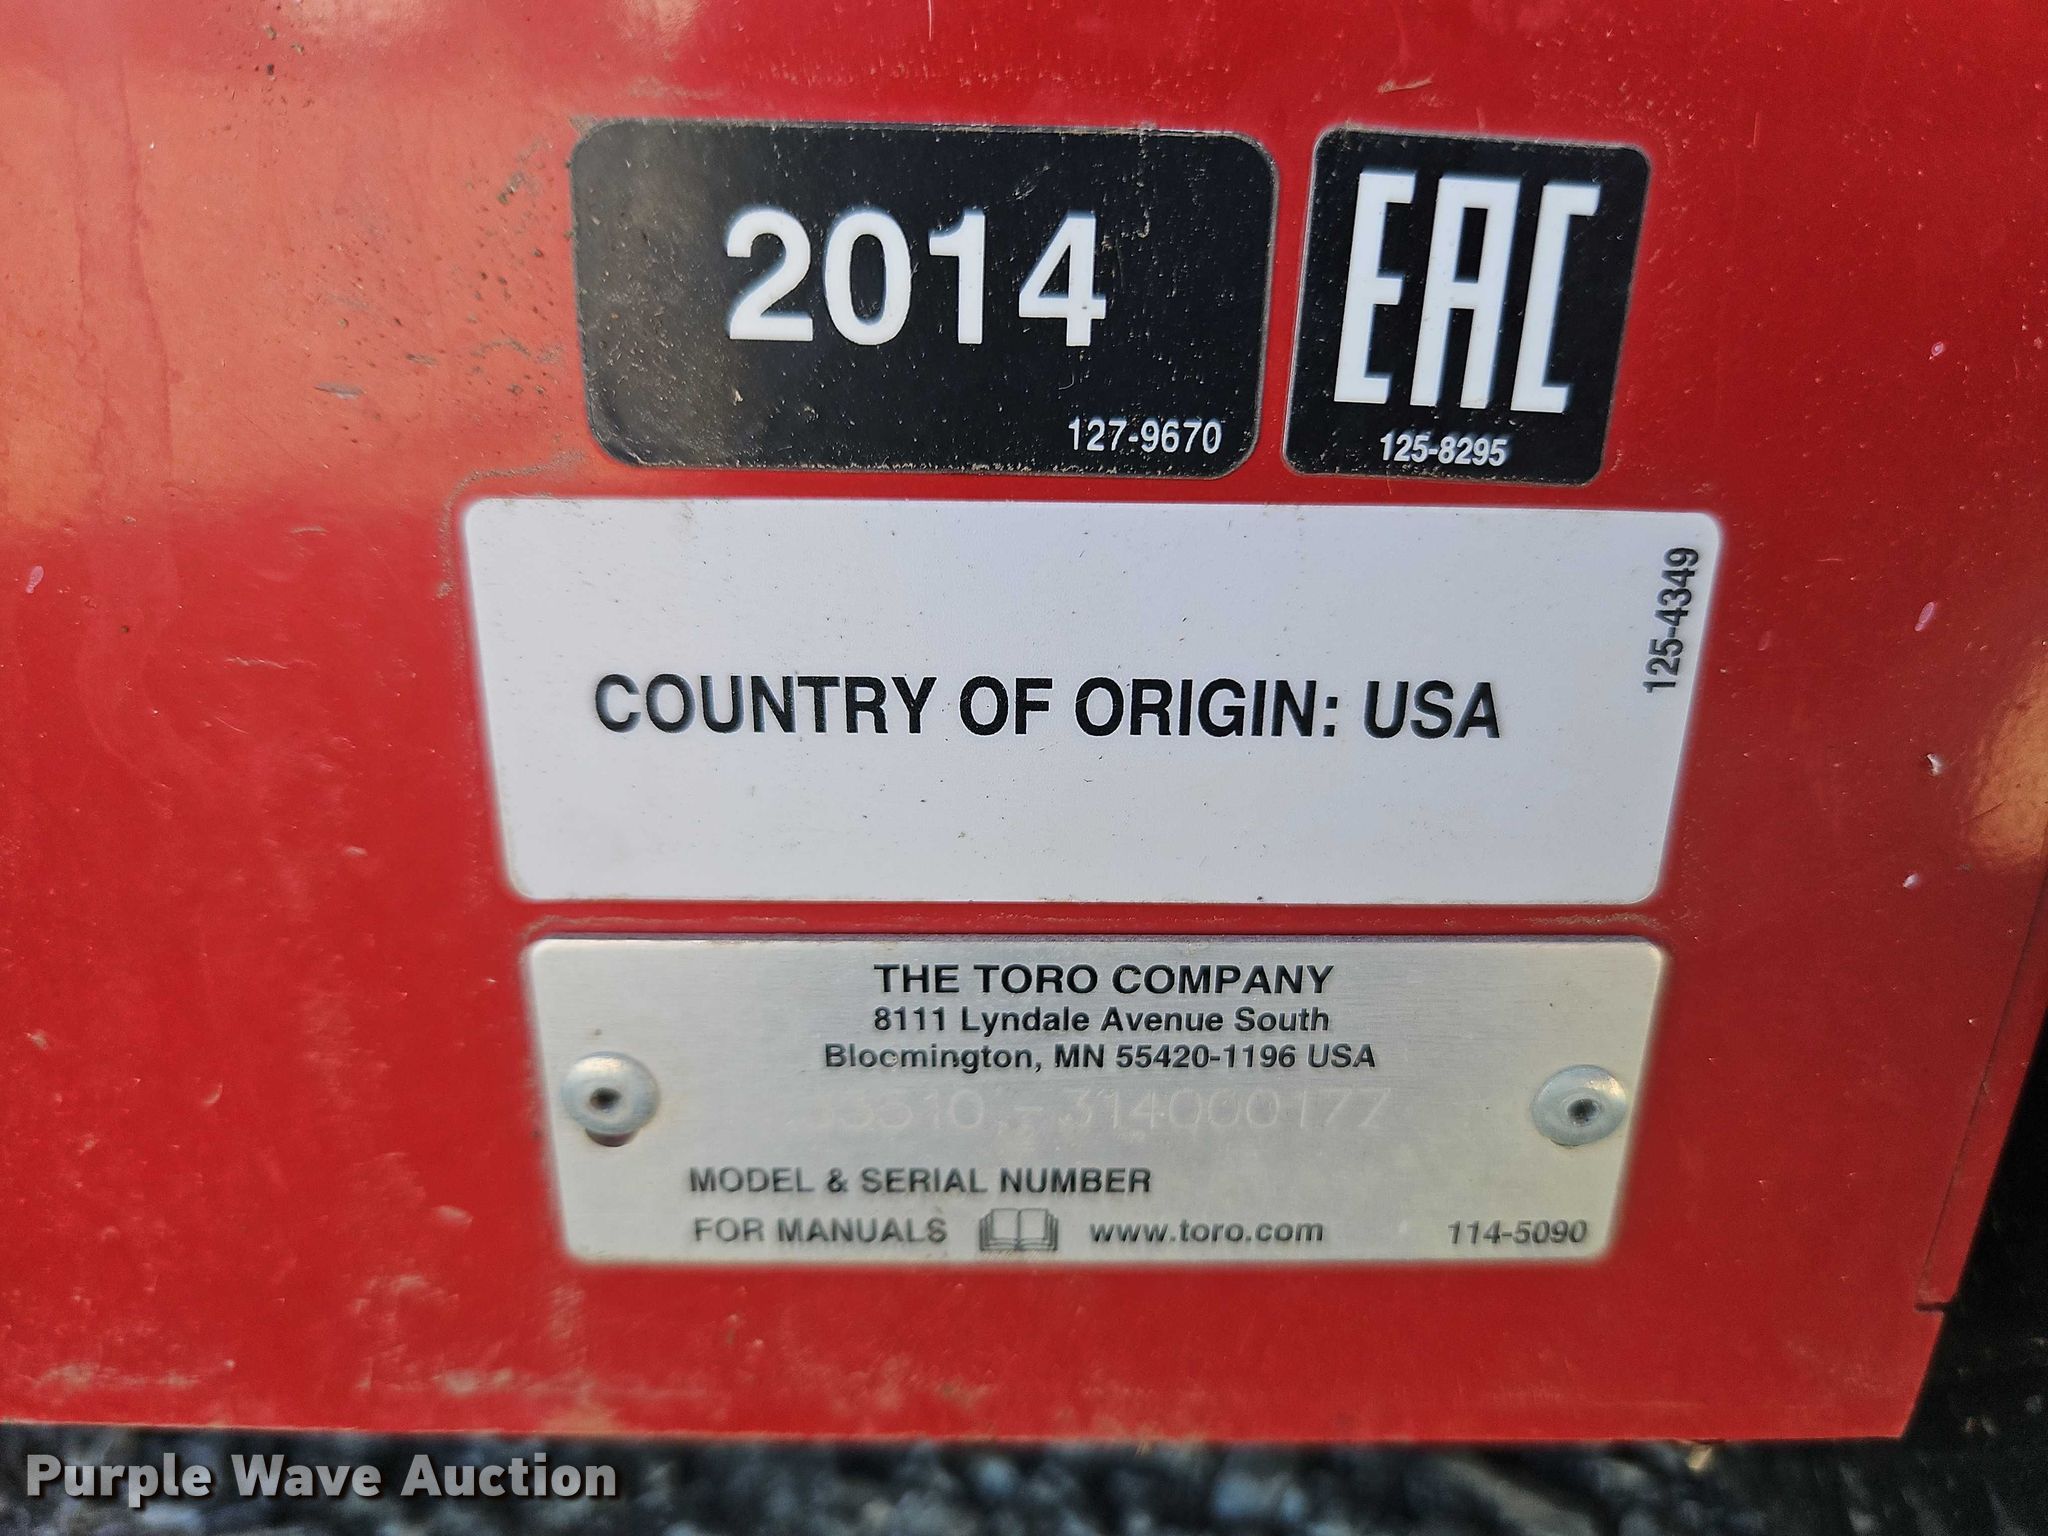 2014
127-9670
EAC
125-8295
125-4349
COUNTRY OF ORIGIN: USA
THE TORO COMPANY
8111 Lyndale Avenue South
Bloomington, MN 55420-1196 USA
- 314000177
MODEL & SERIAL NUMBER
FOR MANUALS www.toro.com
114-5090
Purple Wave Auction